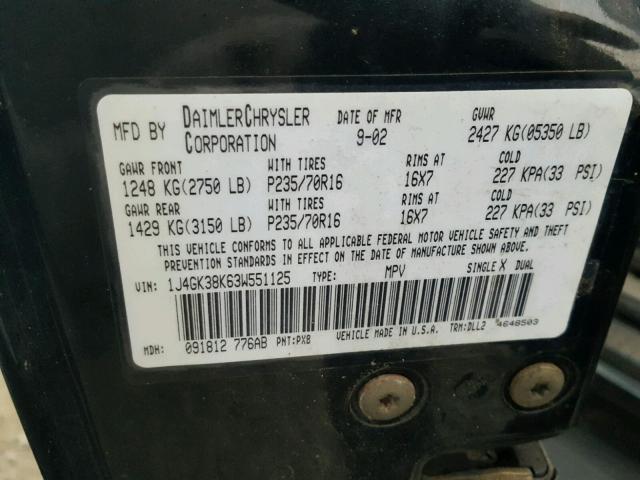 MFD BY DAIMLERCHRYSLER CORPORATION DATE OF MFR 9-02 GVWR 2427 KG(05350 LB)
GAWR FRONT WITH TIRES RIMS AT COLD
1248 KG(2750 LB) P235/70R16 16X7 227 KPA(33 PSI)
GAWR REAR WITH TIRES RIMS AT COLD
1429 KG(3150 LB) P235/70R16 16X7 227 KPA(33 PSI)
THIS VEHICLE CONFORMS TO ALL APPLICABLE FEDERAL MOTOR VEHICLE SAFETY AND THEFT
PREVENTION STANDARDS IN EFFECT ON THE DATE OF MANUFACTURE SHOWN ABOVE.
VIN: 1J4GK38K63W551125 TYPE: MPV SINGLE X DUAL
MDH: 091812 776AB PNT:PX8 VEHICLE MADE IN U.S.A. TRM:DLL2 4648503